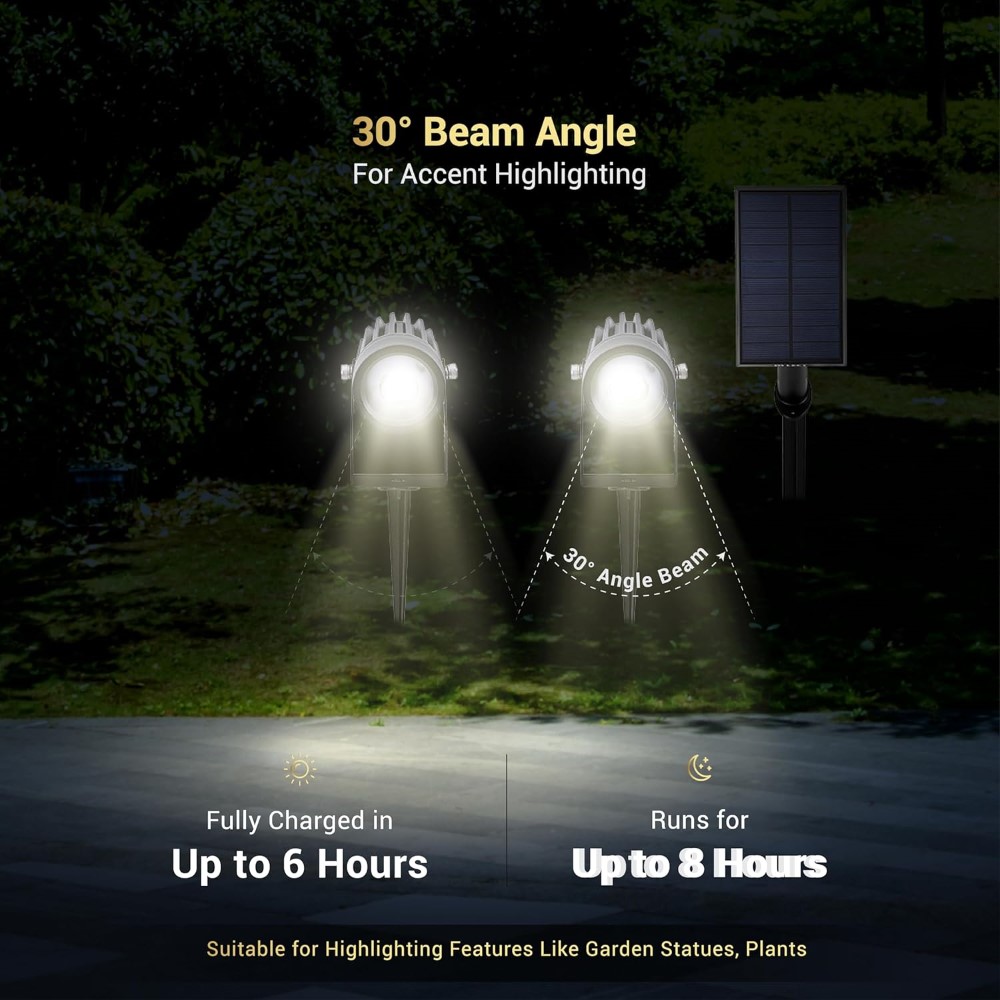 30° Beam Angle
For Accent Highlighting
30° Angle Beam
Fully Charged in
Up to 6 Hours
Runs for
Up to 8 Hours
Suitable for Highlighting Features Like Garden Statues, Plants